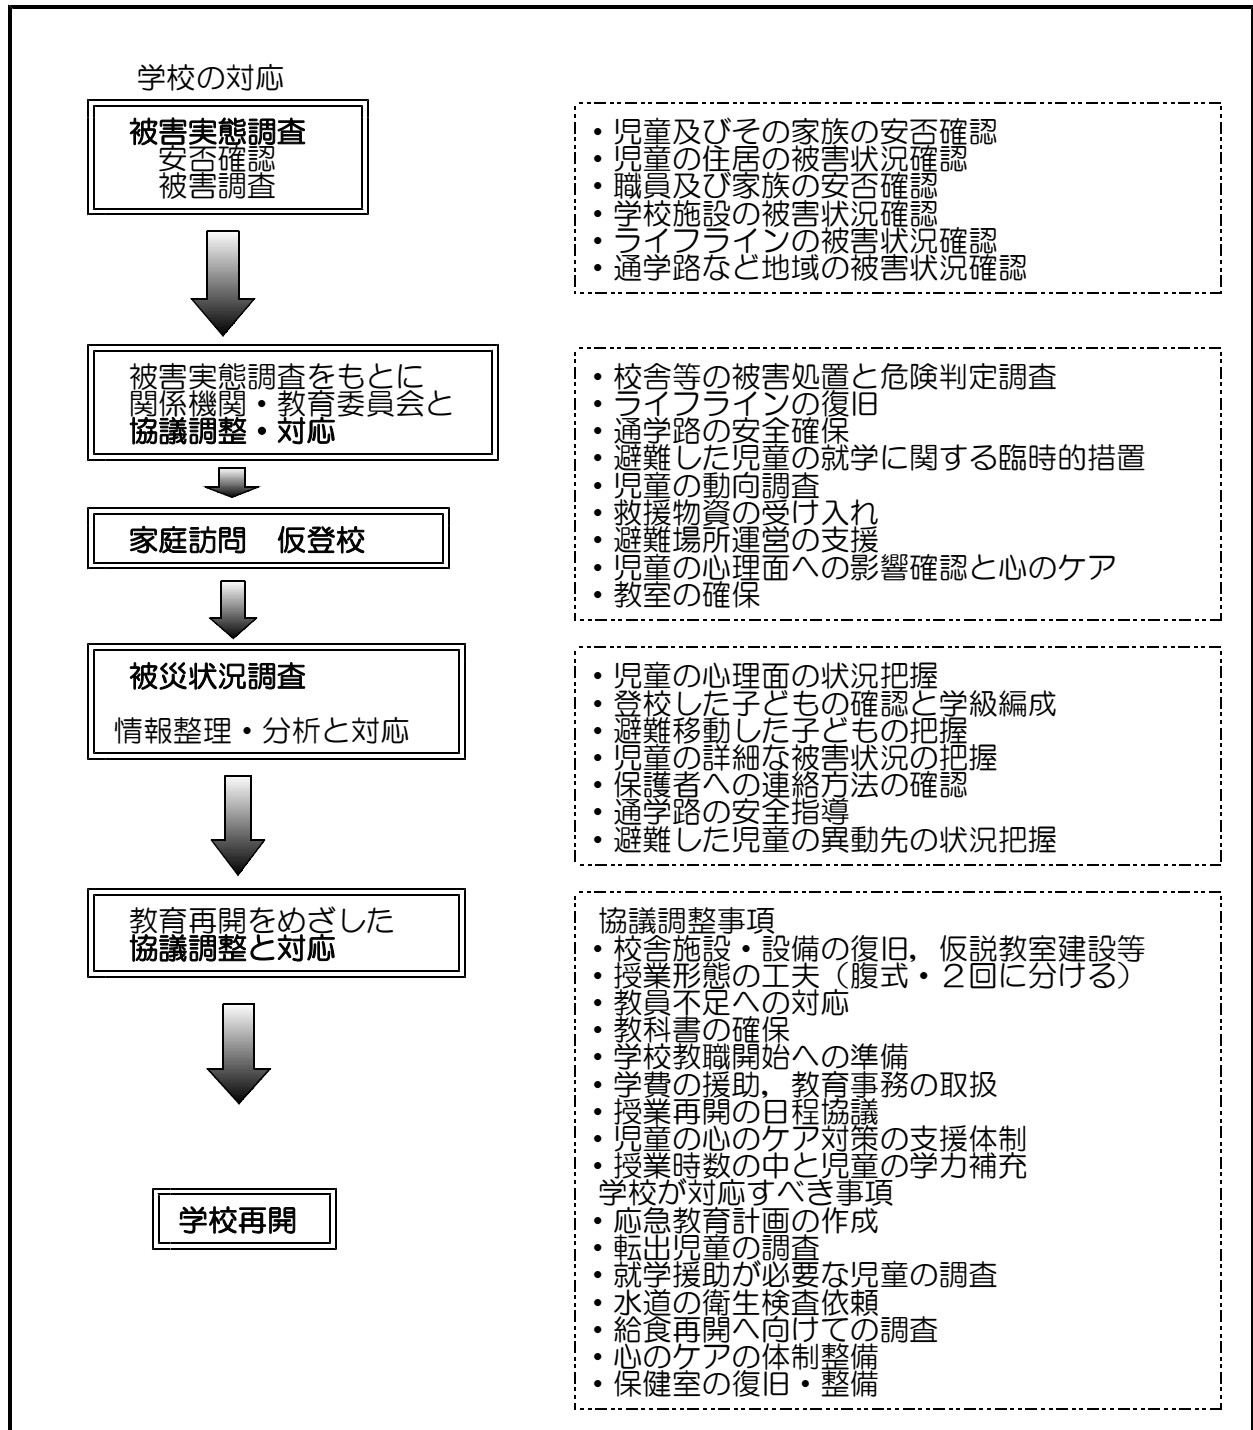 学校の対応
被害実態調査
安否確認
被害調査
・児童及びその家族の安否確認
・児童の住居の被害状況確認
・職員及び家族の安否確認
・学校施設の被害状況確認
・ライフラインの被害状況確認
・通学路など地域の被害状況確認
被害実態調査をもとに
関係機関・教育委員会と
協議調整・対応
家庭訪問　仮登校
・校舎等の被害処置と危険判定調査
・ライフラインの復旧
・通学路の安全確保
・避難した児童の就学に関する臨時的措置
・児童の動向調査
・救援物資の受け入れ
・避難場所運営の支援
・児童の心理面への影響確認と心のケア
・教室の確保
被災状況調査
情報整理・分析と対応
・児童の心理面の状況把握
・登校した子どもの確認と学級編成
・避難移動した子どもの把握
・児童の詳細な被害状況の把握
・保護者への連絡方法の確認
・通学路の安全指導
・避難した児童の異動先の状況把握
教育再開をめざした
協議調整と対応
学校再開
協議調整事項
・校舎施設・設備の復旧，仮説教室建設等
・授業形態の工夫（腹式・２回に分ける）
・教員不足への対応
・教科書の確保
・学校教職開始への準備
・学費の援助，教育事務の取扱
・授業再開の日程協議
・児童の心のケア対策の支援体制
・授業時数の中と児童の学力補充
学校が対応すべき事項
・応急教育計画の作成
・転出児童の調査
・就学援助が必要な児童の調査
・水道の衛生検査依頼
・給食再開へ向けての調査
・心のケアの体制整備
・保健室の復旧・整備